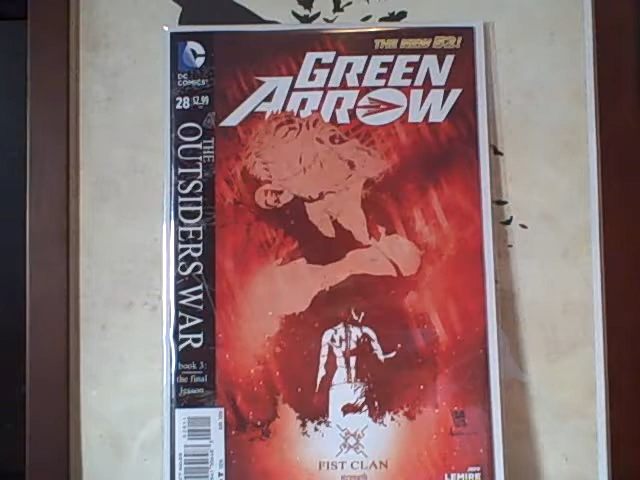 THE NEW 52!
DC COMICS
28 $2.99
GREEN
ARROW
THE
OUTSIDERS WAR
book 3:
the final
lesson
FIST CLAN
LEMIRE